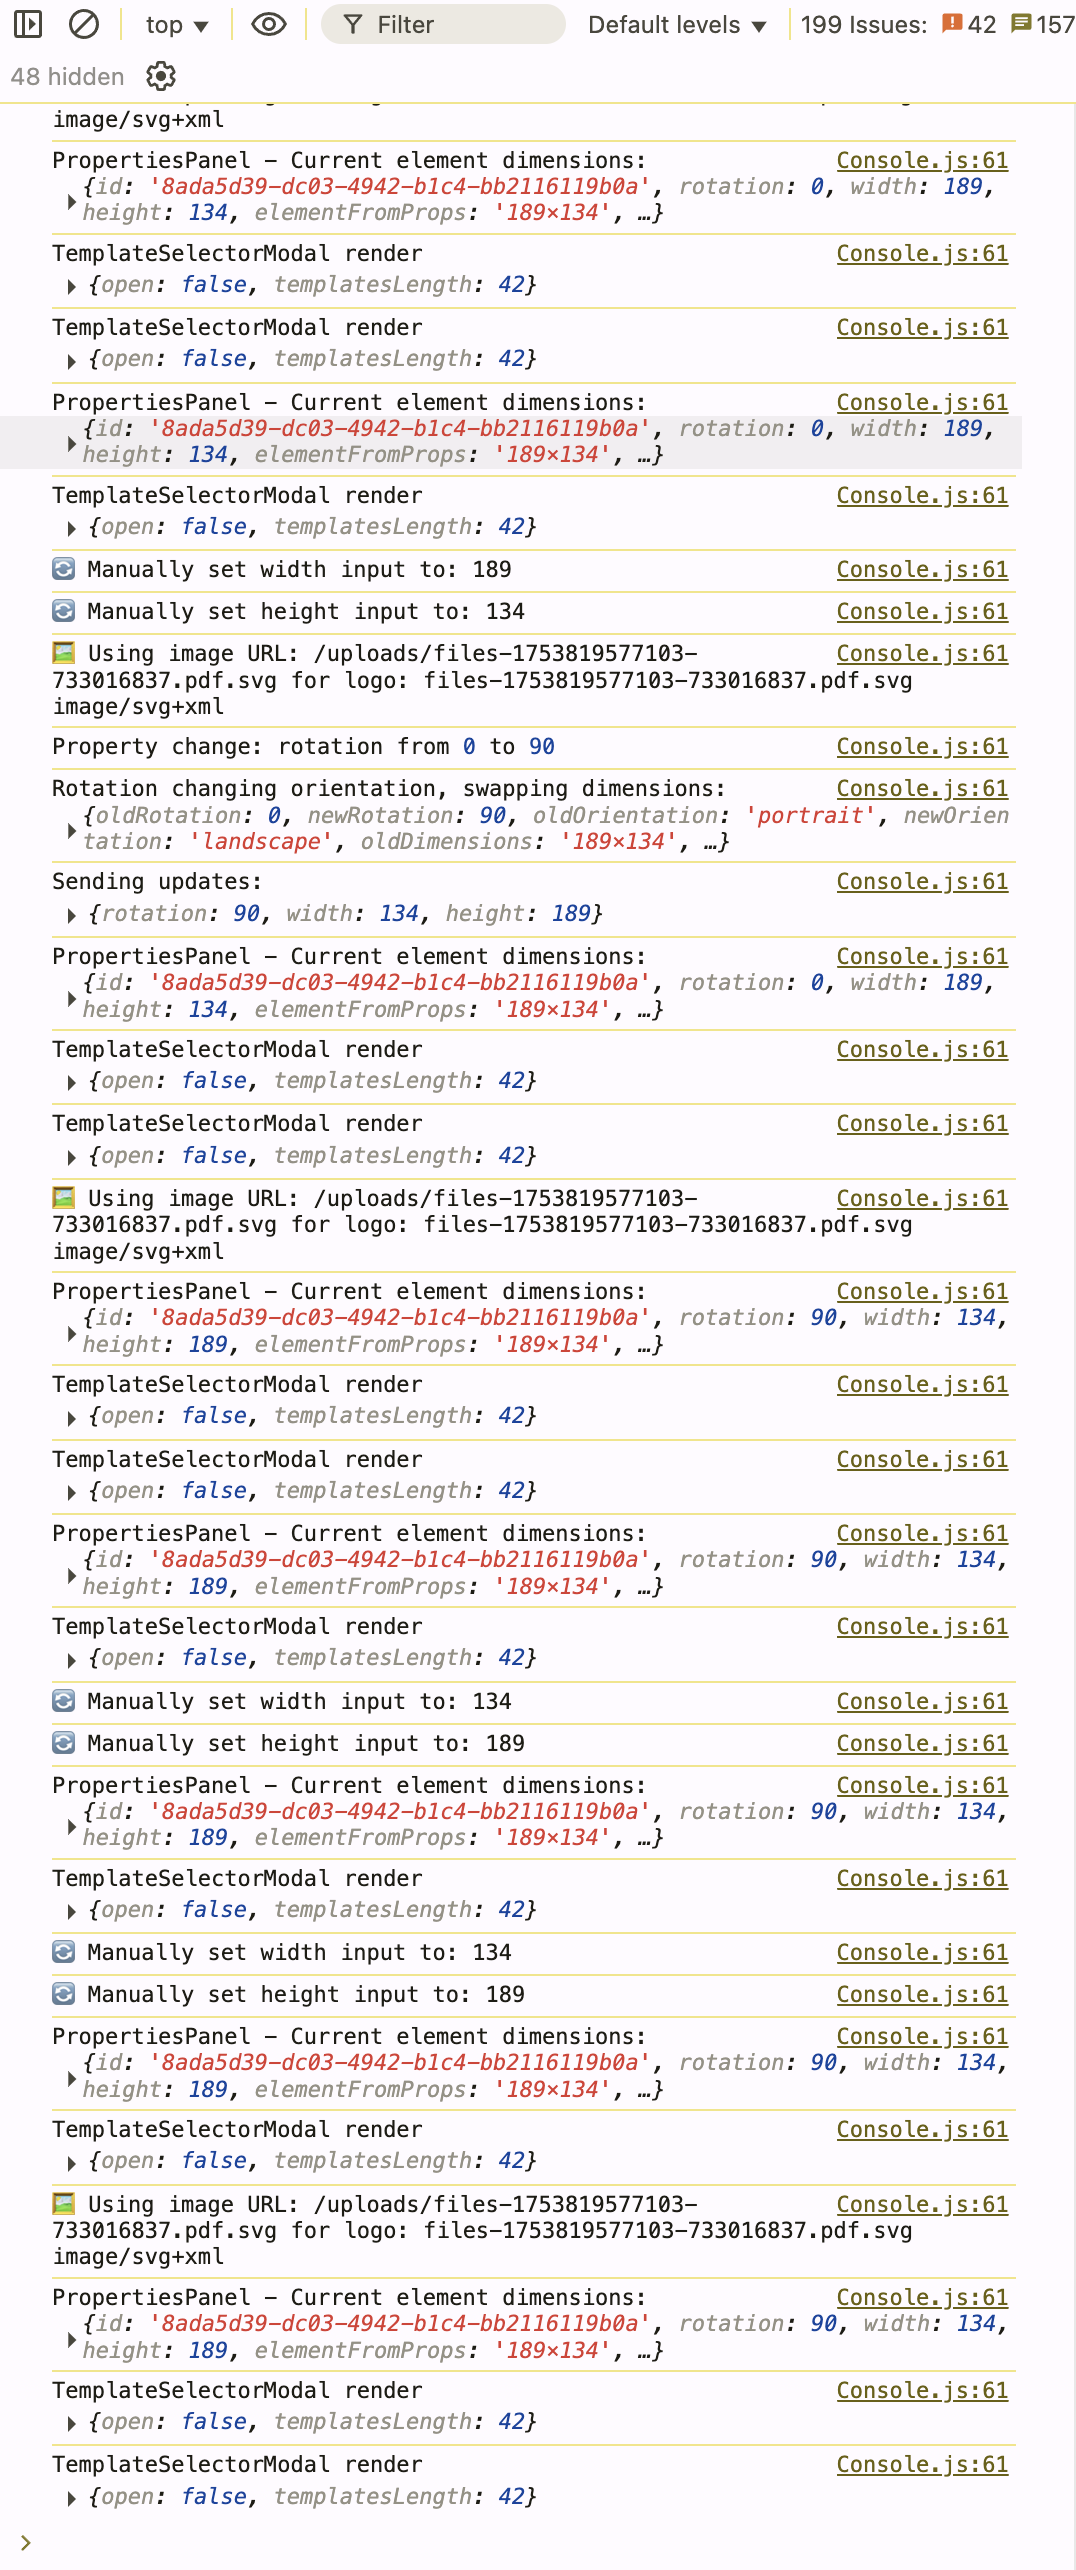 top ▼ Filter Default levels ▼ 199 Issues: 42 157
48 hidden
image/svg+xml
PropertiesPanel – Current element dimensions: Console.js:61
{id: '8ada5d39-dc03-4942-b1c4-bb2116119b0a', rotation: 0, width: 189,
height: 134, elementFromProps: '189×134', …}
TemplateSelectorModal render Console.js:61
{open: false, templatesLength: 42}
TemplateSelectorModal render Console.js:61
{open: false, templatesLength: 42}
PropertiesPanel – Current element dimensions: Console.js:61
{id: '8ada5d39-dc03-4942-b1c4-bb2116119b0a', rotation: 0, width: 189,
height: 134, elementFromProps: '189×134', …}
TemplateSelectorModal render Console.js:61
{open: false, templatesLength: 42}
🔄 Manually set width input to: 189 Console.js:61
🔄 Manually set height input to: 134 Console.js:61
🖼️ Using image URL: /uploads/files-1753819577103- Console.js:61
733016837.pdf.svg for logo: files-1753819577103-733016837.pdf.svg
image/svg+xml
Property change: rotation from 0 to 90 Console.js:61
Rotation changing orientation, swapping dimensions: Console.js:61
{oldRotation: 0, newRotation: 90, oldOrientation: 'portrait', newOrien
tation: 'landscape', oldDimensions: '189×134', …}
Sending updates: Console.js:61
{rotation: 90, width: 134, height: 189}
PropertiesPanel – Current element dimensions: Console.js:61
{id: '8ada5d39-dc03-4942-b1c4-bb2116119b0a', rotation: 0, width: 189,
height: 134, elementFromProps: '189×134', …}
TemplateSelectorModal render Console.js:61
{open: false, templatesLength: 42}
TemplateSelectorModal render Console.js:61
{open: false, templatesLength: 42}
🖼️ Using image URL: /uploads/files-1753819577103- Console.js:61
733016837.pdf.svg for logo: files-1753819577103-733016837.pdf.svg
image/svg+xml
PropertiesPanel – Current element dimensions: Console.js:61
{id: '8ada5d39-dc03-4942-b1c4-bb2116119b0a', rotation: 90, width: 134,
height: 189, elementFromProps: '189×134', …}
TemplateSelectorModal render Console.js:61
{open: false, templatesLength: 42}
TemplateSelectorModal render Console.js:61
{open: false, templatesLength: 42}
PropertiesPanel – Current element dimensions: Console.js:61
{id: '8ada5d39-dc03-4942-b1c4-bb2116119b0a', rotation: 90, width: 134,
height: 189, elementFromProps: '189×134', …}
TemplateSelectorModal render Console.js:61
{open: false, templatesLength: 42}
🔄 Manually set width input to: 134 Console.js:61
🔄 Manually set height input to: 189 Console.js:61
PropertiesPanel – Current element dimensions: Console.js:61
{id: '8ada5d39-dc03-4942-b1c4-bb2116119b0a', rotation: 90, width: 134,
height: 189, elementFromProps: '189×134', …}
TemplateSelectorModal render Console.js:61
{open: false, templatesLength: 42}
🔄 Manually set width input to: 134 Console.js:61
🔄 Manually set height input to: 189 Console.js:61
PropertiesPanel – Current element dimensions: Console.js:61
{id: '8ada5d39-dc03-4942-b1c4-bb2116119b0a', rotation: 90, width: 134,
height: 189, elementFromProps: '189×134', …}
TemplateSelectorModal render Console.js:61
{open: false, templatesLength: 42}
🖼️ Using image URL: /uploads/files-1753819577103- Console.js:61
733016837.pdf.svg for logo: files-1753819577103-733016837.pdf.svg
image/svg+xml
PropertiesPanel – Current element dimensions: Console.js:61
{id: '8ada5d39-dc03-4942-b1c4-bb2116119b0a', rotation: 90, width: 134,
height: 189, elementFromProps: '189×134', …}
TemplateSelectorModal render Console.js:61
{open: false, templatesLength: 42}
TemplateSelectorModal render Console.js:61
{open: false, templatesLength: 42}